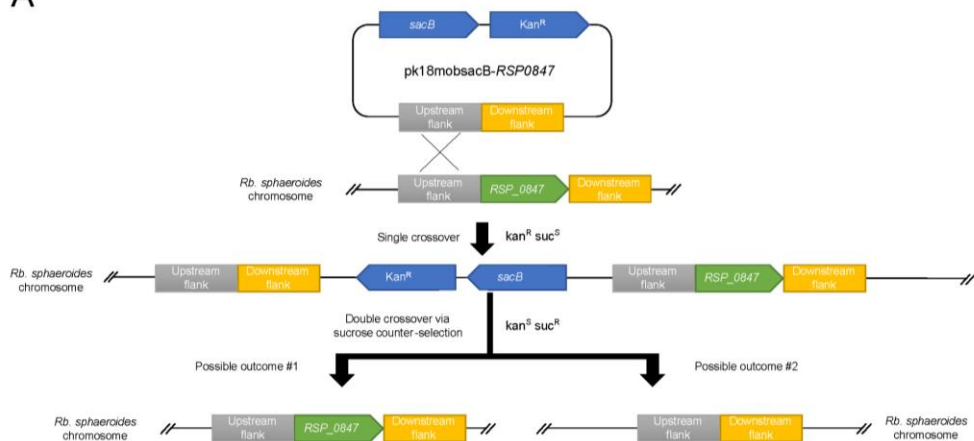 A
sacB
Kanᴿ
pk18mobsacB-RSP0847
Upstream
flank
Downstream
flank
Rb. sphaeroides
chromosome
Upstream
flank
RSP_0847
Downstream
flank
Single crossover
kanᴿ sucˢ
Rb. sphaeroides
chromosome
Upstream
flank
Downstream
flank
Kanᴿ
sacB
Upstream
flank
RSP_0847
Downstream
flank
Double crossover via
sucrose counter-selection
kanˢ sucᴿ
Possible outcome #1
Possible outcome #2
Rb. sphaeroides
chromosome
Upstream
flank
RSP_0847
Downstream
flank
Upstream
flank
Downstream
flank
Rb. sphaeroides
chromosome